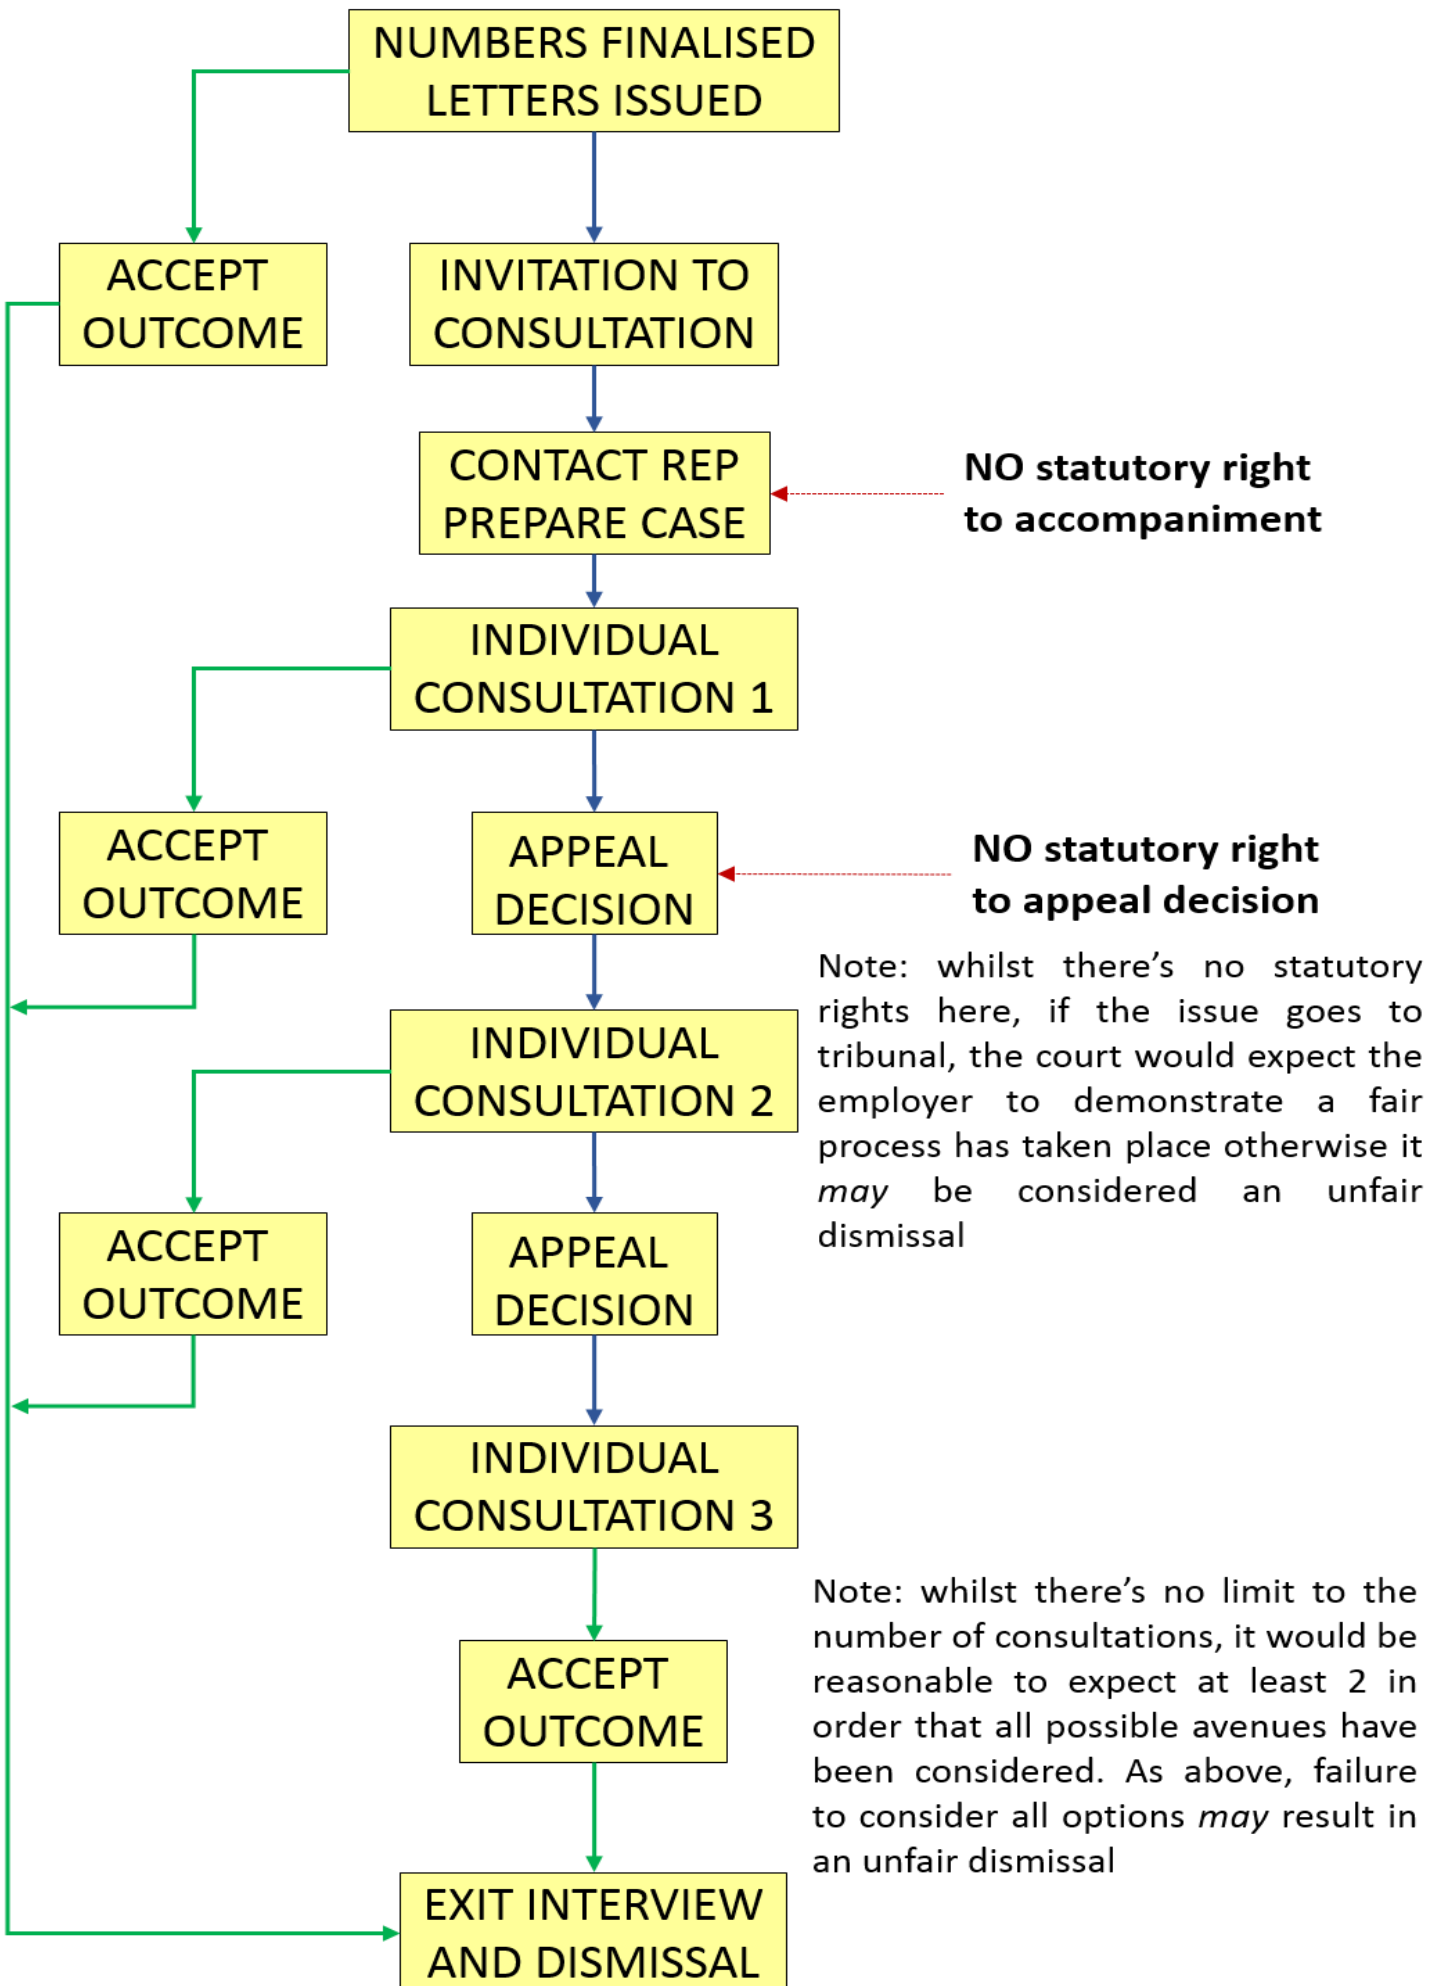 NUMBERS FINALISED
LETTERS ISSUED
ACCEPT
OUTCOME
INVITATION TO
CONSULTATION
CONTACT REP
PREPARE CASE
NO statutory right
to accompaniment
INDIVIDUAL
CONSULTATION 1
ACCEPT
OUTCOME
APPEAL
DECISION
NO statutory right
to appeal decision
Note: whilst there’s no statutory
rights here, if the issue goes to
tribunal, the court would expect the
employer to demonstrate a fair
process has taken place otherwise it
may be considered an unfair
dismissal
INDIVIDUAL
CONSULTATION 2
ACCEPT
OUTCOME
APPEAL
DECISION
INDIVIDUAL
CONSULTATION 3
Note: whilst there’s no limit to the
number of consultations, it would be
reasonable to expect at least 2 in
order that all possible avenues have
been considered. As above, failure
to consider all options may result in
an unfair dismissal
ACCEPT
OUTCOME
EXIT INTERVIEW
AND DISMISSAL